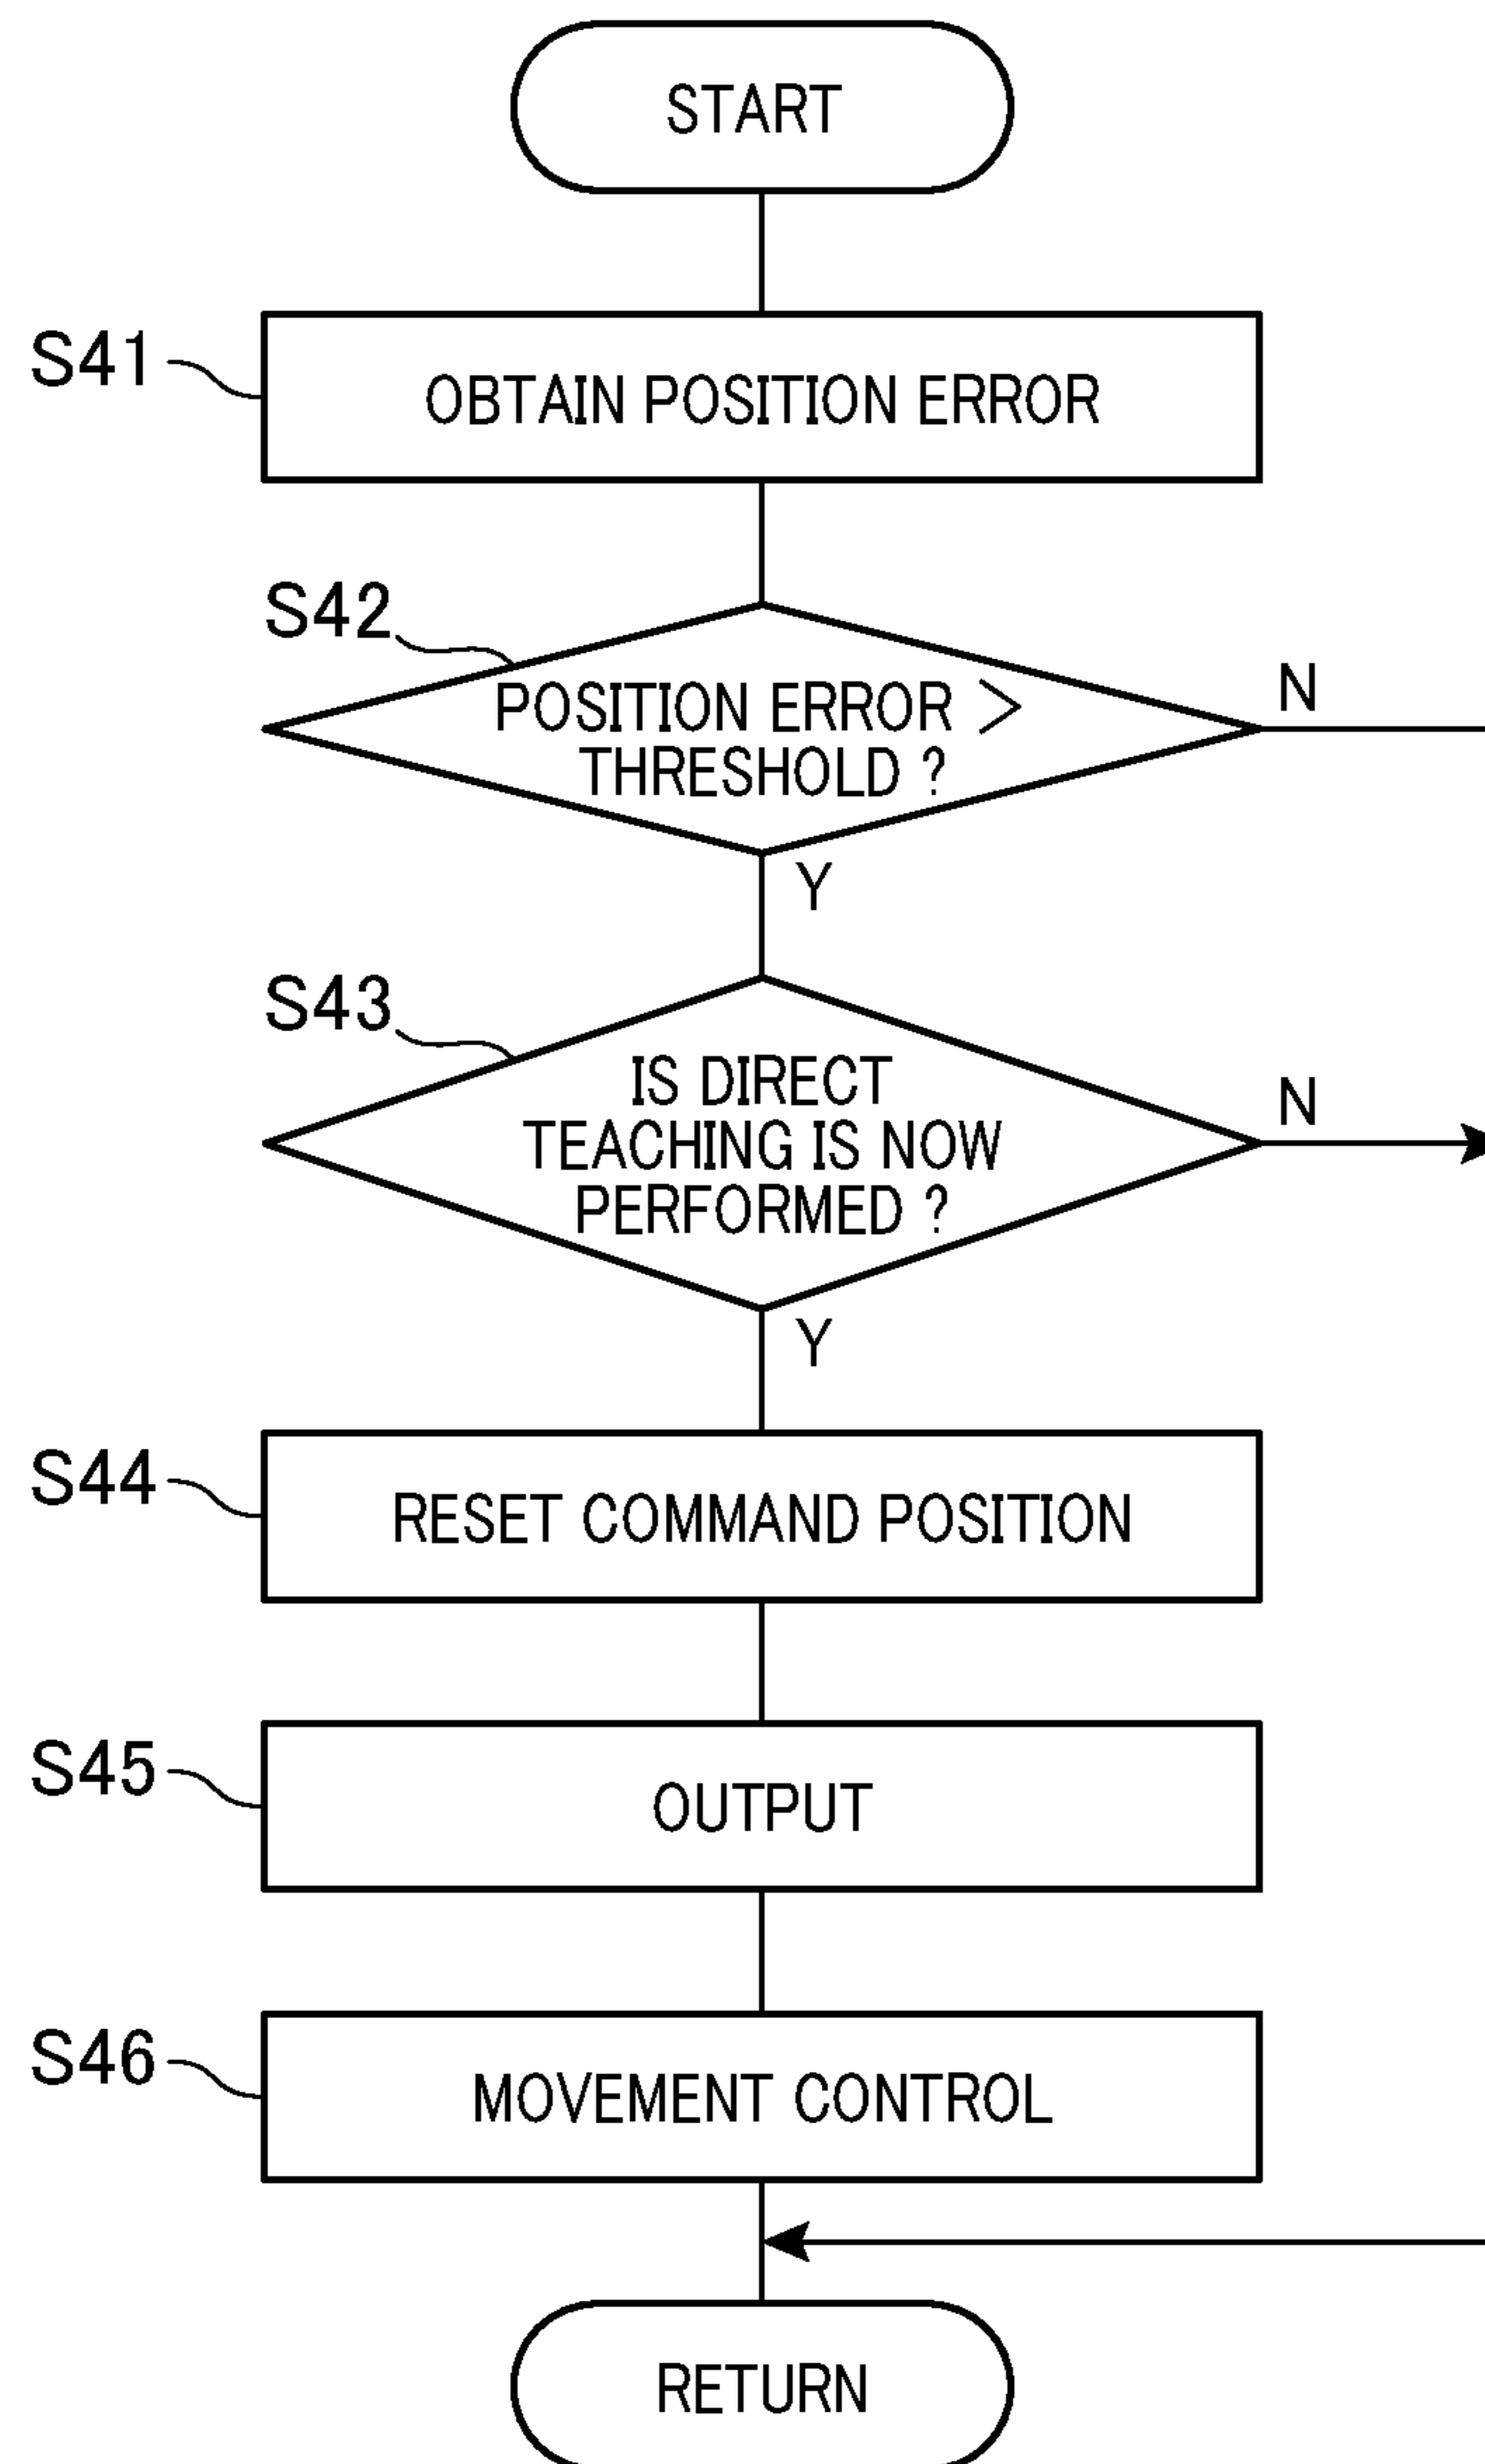 START
S41
OBTAIN POSITION ERROR
S42
POSITION ERROR >
THRESHOLD ?
N
Y
S43
IS DIRECT
TEACHING IS NOW
PERFORMED ?
N
Y
S44
RESET COMMAND POSITION
S45
OUTPUT
S46
MOVEMENT CONTROL
RETURN